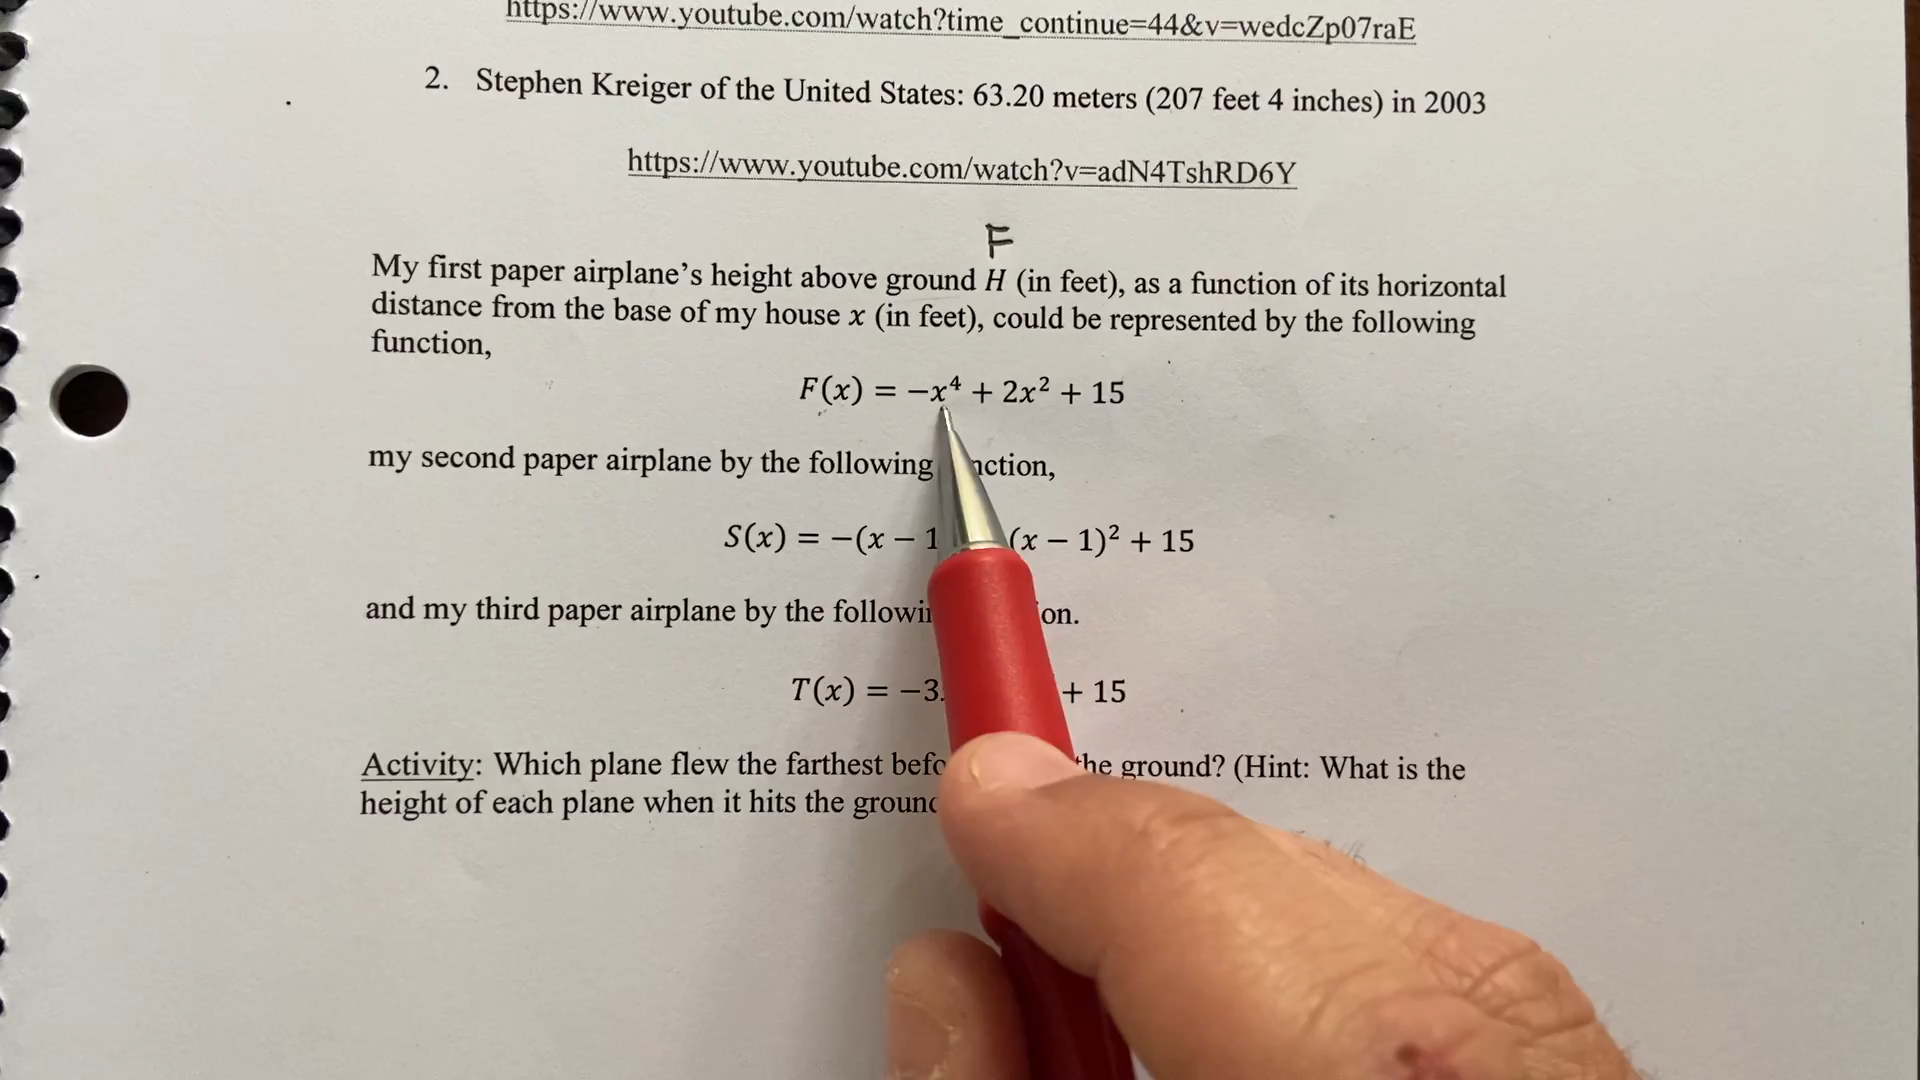 https://www.youtube.com/watch?time_continue=44&v=wedcZp07raE
2. Stephen Kreiger of the United States: 63.20 meters (207 feet 4 inches) in 2003
https://www.youtube.com/watch?v=adN4TshRD6Y
F
My first paper airplane’s height above ground H (in feet), as a function of its horizontal
distance from the base of my house x (in feet), could be represented by the following
function,
F(x) = −x⁴ + 2x² + 15
my second paper airplane by the following
S(x) = −(x − 1 (x − 1)² + 15
and my third paper airplane by the
T(x) = −3 + 15
Activity: Which plane flew the farthest the ground? (Hint: What is the
height of each plane when it hits the